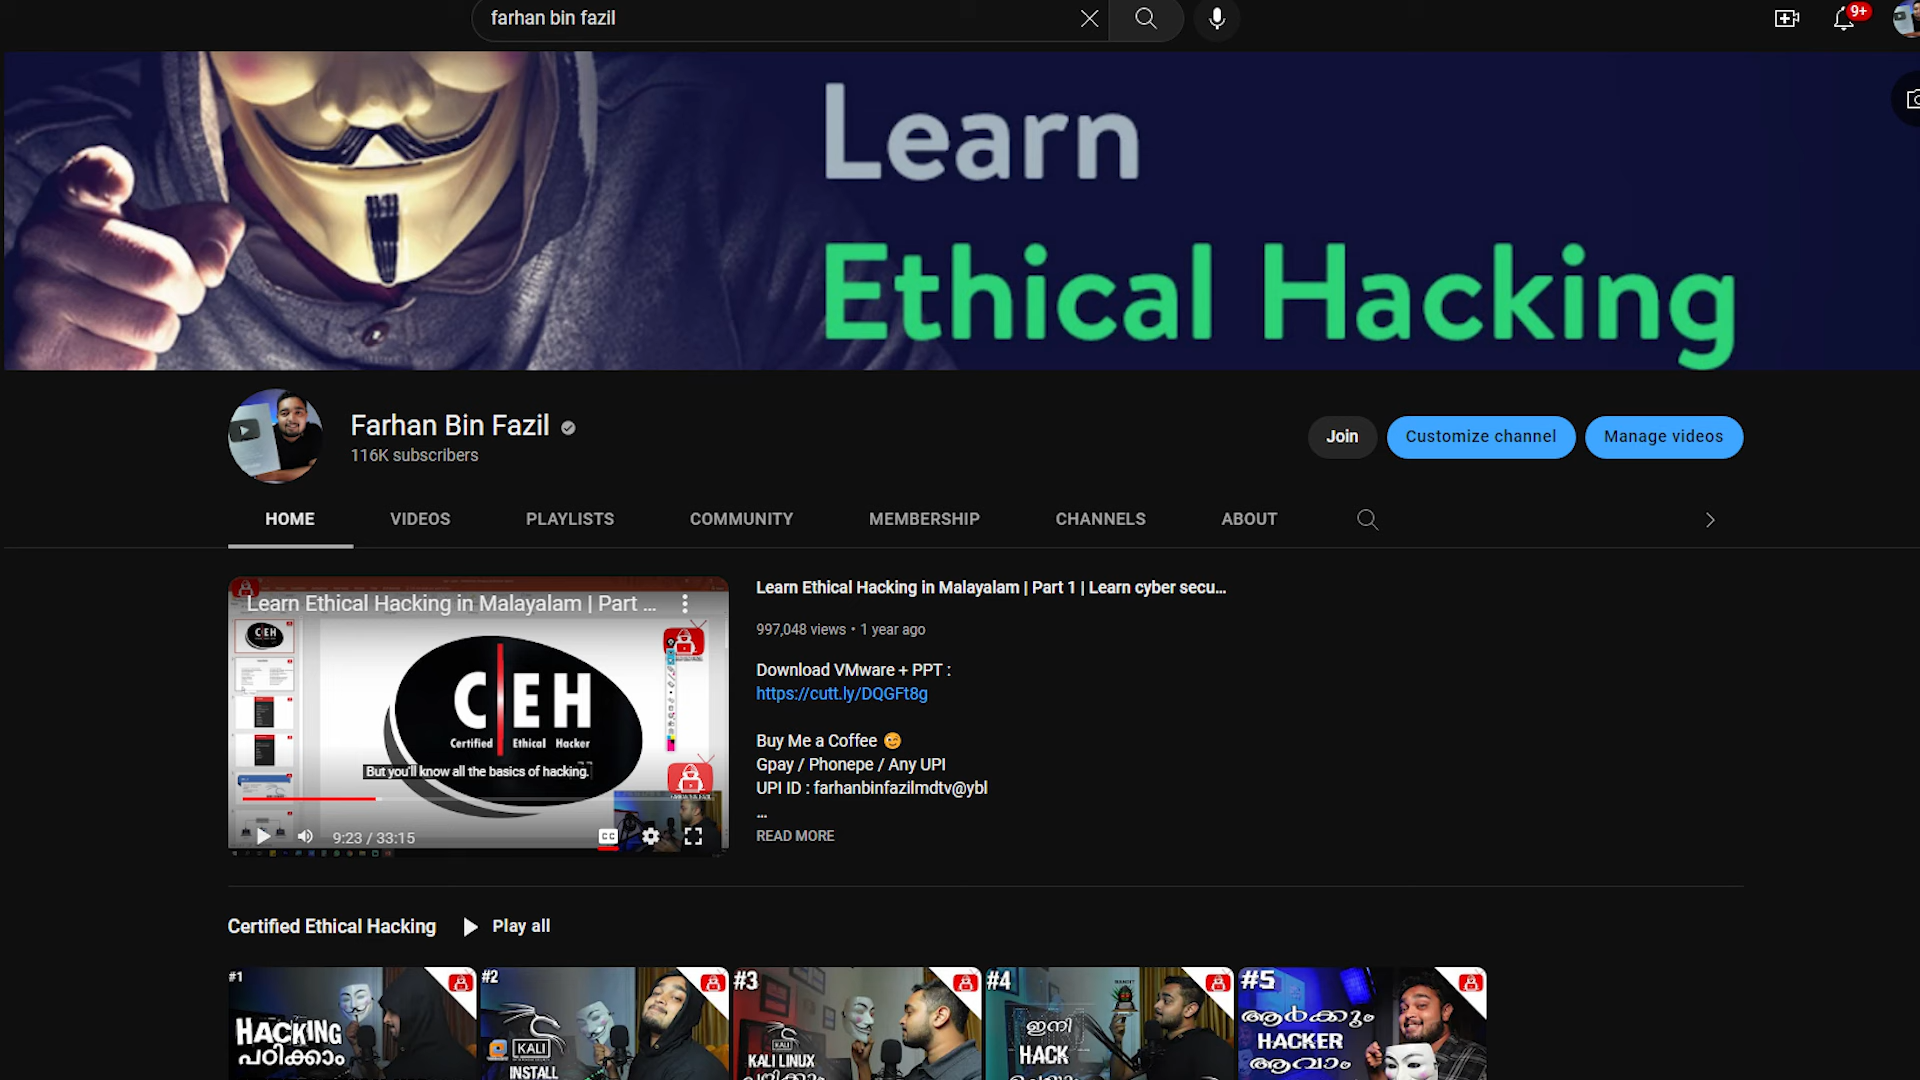 farhan bin fazil
9+
Learn
Ethical Hacking
Farhan Bin Fazil
116K subscribers
Join
Customize channel
Manage videos
HOME
VIDEOS
PLAYLISTS
COMMUNITY
MEMBERSHIP
CHANNELS
ABOUT
Learn Ethical Hacking in Malayalam | Part ...
CEH
C|EH
Certified Ethical Hacker
But you'll know all the basics of hacking.
9:23 / 33:15
CC
Learn Ethical Hacking in Malayalam | Part 1 | Learn cyber secu...
997,048 views • 1 year ago
Download VMware + PPT :
https://cutt.ly/DQGFt8g
Buy Me a Coffee 😊
Gpay / Phonepe / Any UPI
UPI ID : farhanbinfazilmdtv@ybl
...
READ MORE
Certified Ethical Hacking
Play all
#1
HACKING
പഠിക്കാം
#2
KALI
INSTALL
#3
KALI
KALI LINUX
#4
ഇനി
HACK
#5
ആർക്കും
HACKER
ആവാം